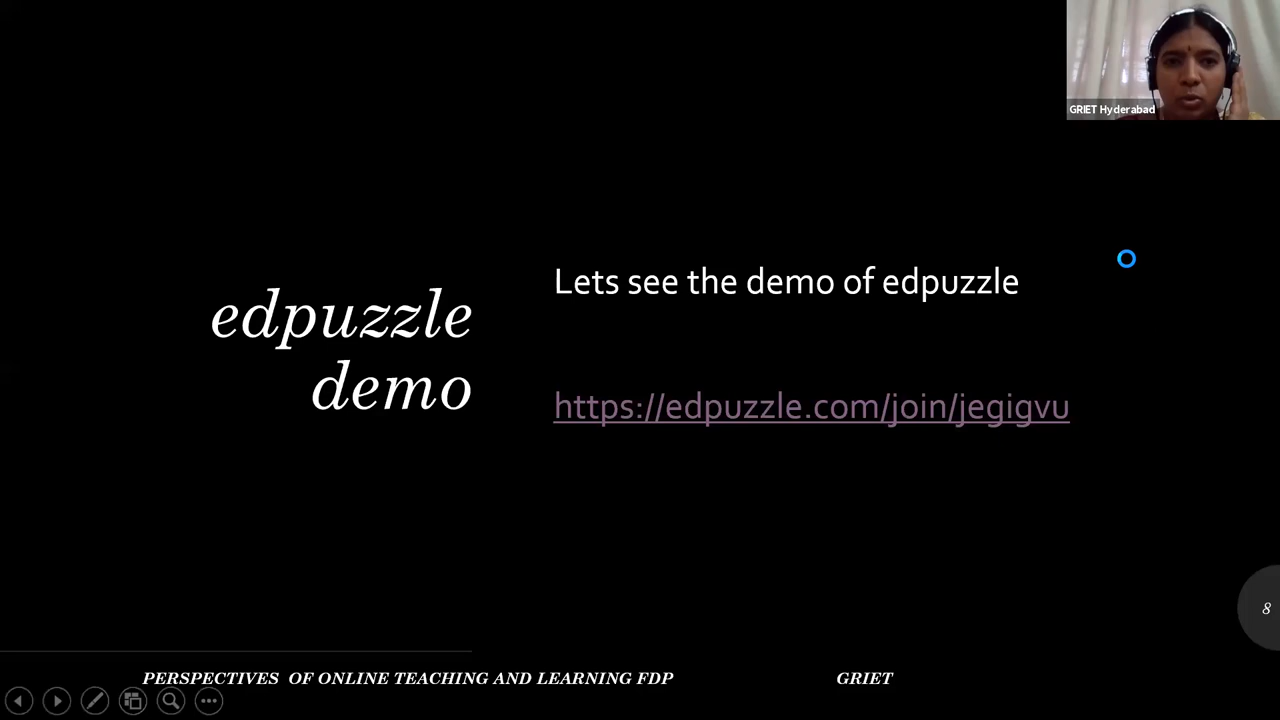 GRIET Hyderabad
Lets see the demo of edpuzzle
edpuzzle
demo
https://edpuzzle.com/join/jegigvu
8
PERSPECTIVES OF ONLINE TEACHING AND LEARNING FDP GRIET